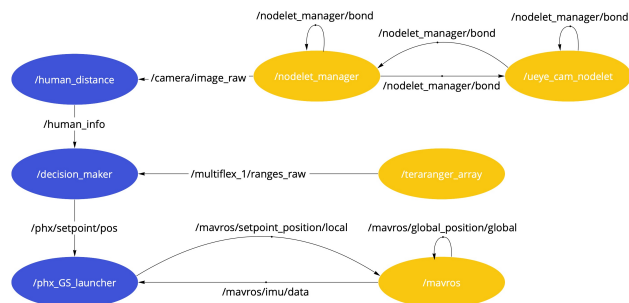 /nodelet_manager/bond
/nodelet_manager/bond
/nodelet_manager/bond
/human_distance
/camera/image_raw
/nodelet_manager
/ueye_cam_nodelet
/nodelet_manager/bond
/human_info
/decision_maker
/multiflex_1/ranges_raw
/teraranger_array
/phx/setpoint/pos
/mavros/setpoint_position/local
/mavros/global_position/global
/phx_GS_launcher
/mavros
/mavros/imu/data